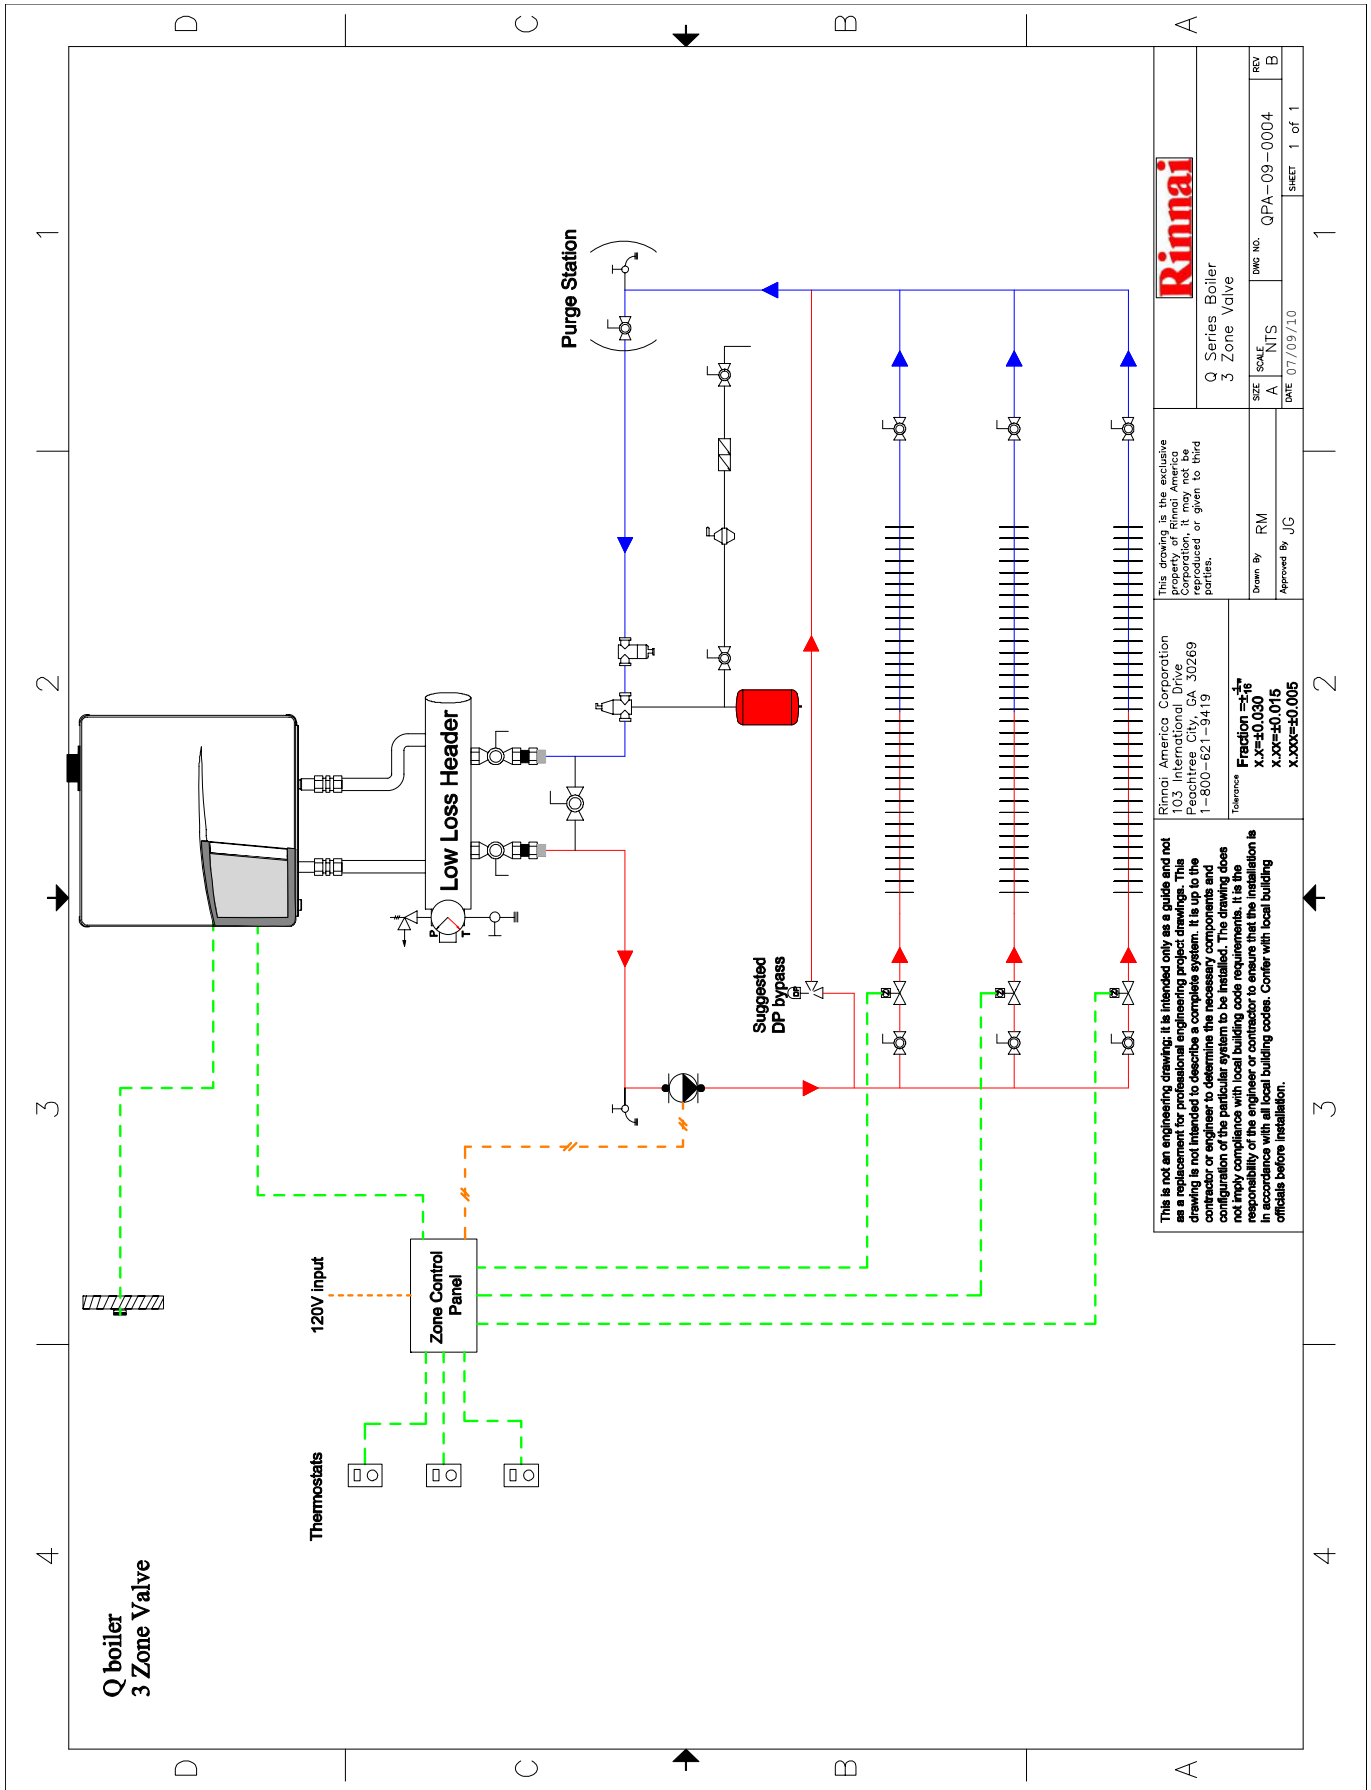 Q boiler
3 Zone Valve
Thermostats
120V input
Zone Control
Panel
Low Loss Header
P
T
Suggested
DP bypass
DP
Purge Station
This is not an engineering drawing; it is intended only as a guide and not
as a replacement for professional engineering project drawings. This
drawing is not intended to describe a complete system. It is up to the
contractor or engineer to determine the necessary components and
configuration of the particular system to be installed. The drawing does
not imply compliance with local building code requirements. It is the
responsibility of the engineer or contractor to ensure that the installation is
in accordance with all local building codes. Confer with local building
officials before installation.
Rinnai America Corporation
103 International Drive
Peachtree City, GA 30269
1-800-621-9419
Tolerance
Fraction =±1/16"
X.X=±0.030
X.XX=±0.015
X.XXX=±0.005
This drawing is the exclusive
property of Rinnai America
Corporation, it may not be
reproduced or given to third
parties.
Drawn By RM
Approved By JG
Rinnai
Q Series Boiler
3 Zone Valve
SIZE A
SCALE NTS
DWG NO. QPA-09-0004
REV B
DATE 07/09/10
SHEET 1 of 1
4
3
2
1
4
3
2
1
D
C
B
A
D
C
B
A